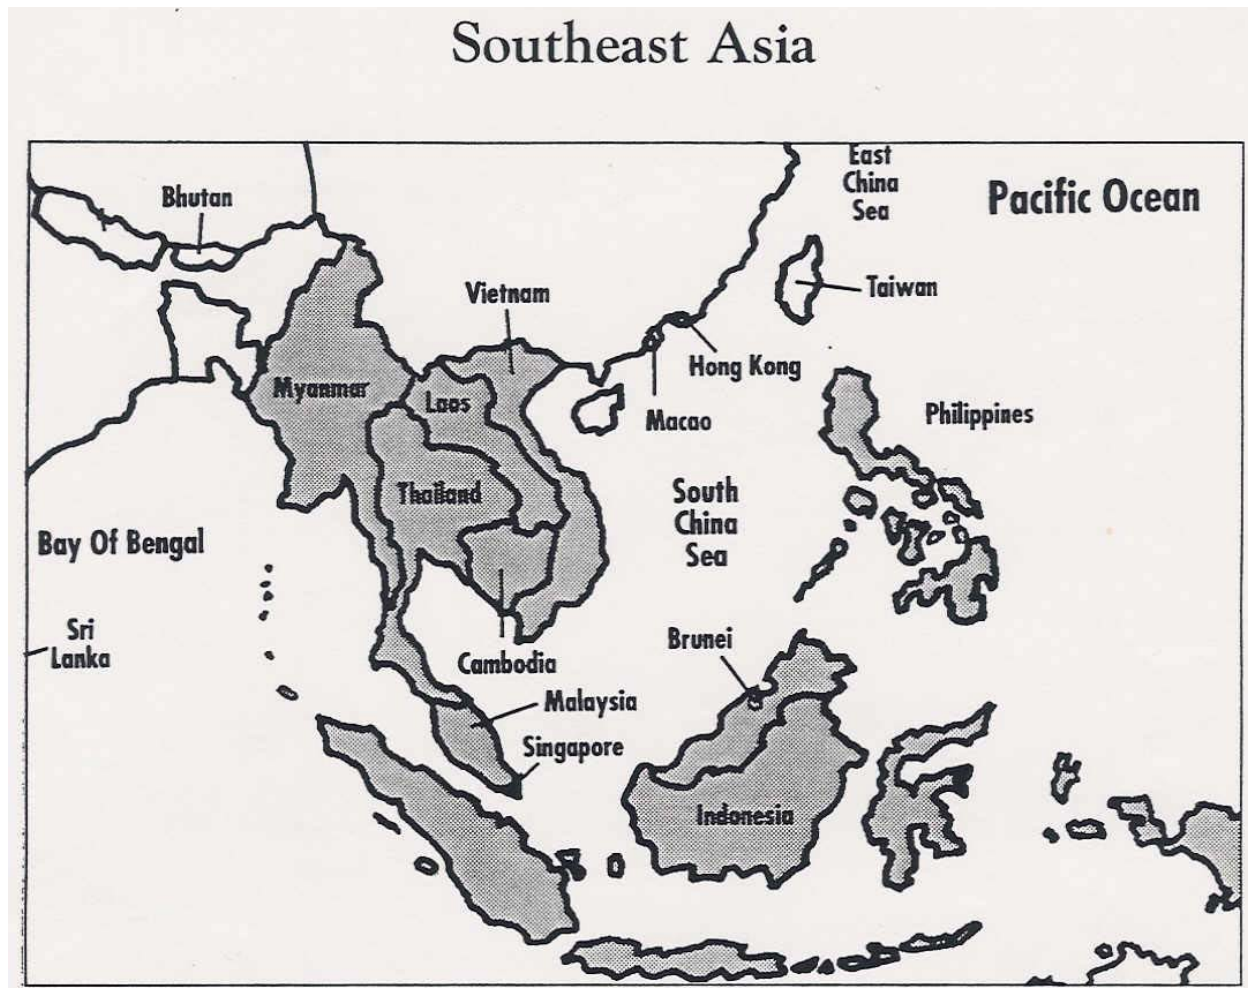 Southeast Asia
East
China
Sea
Pacific Ocean
Bhutan
Taiwan
Vietnam
Hong Kong
Myanmar
Laos
Macao
Philippines
Thailand
South
China
Sea
Bay Of Bengal
Sri
Lanka
Brunei
Cambodia
Malaysia
Singapore
Indonesia